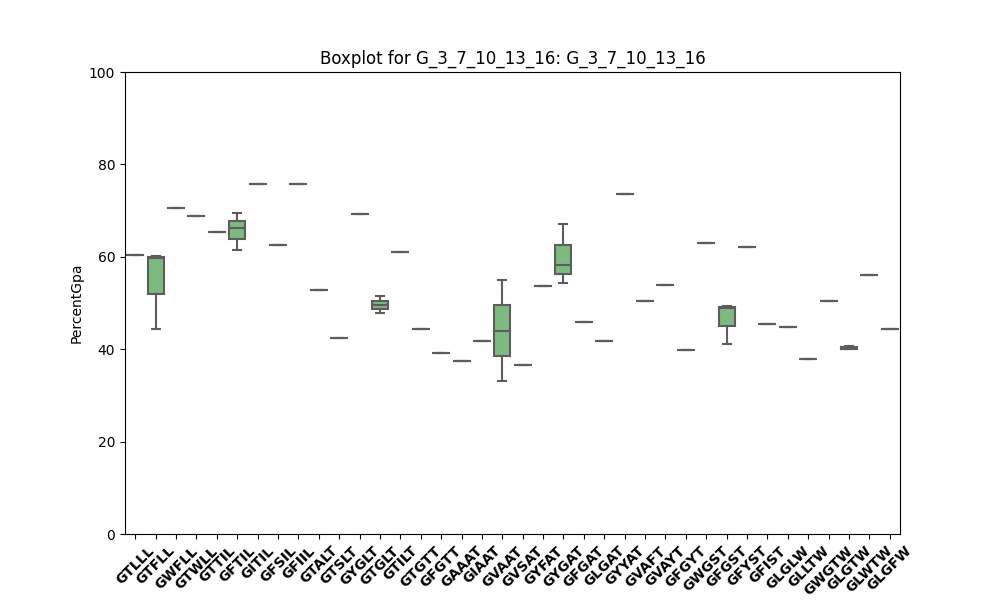 Boxplot for G_3_7_10_13_16: G_3_7_10_13_16
100
80
60
40
20
0
PercentGpa
GTLLL
GTFLL
GWFLL
GTWLL
GTTIL
GFTIL
GITIL
GFSIL
GFIIL
GTALT
GTSLT
GYGLT
GTGLT
GTILT
GTGTT
GFGTT
GAAAT
GIAAT
GVAAT
GVSAT
GYFAT
GYGAT
GFGAT
GLGAT
GYYAT
GVAFT
GVAYT
GFGYT
GWGST
GFGST
GFYST
GFIST
GLGLW
GLLTW
GWGTW
GLGTW
GLWTW
GLGFW